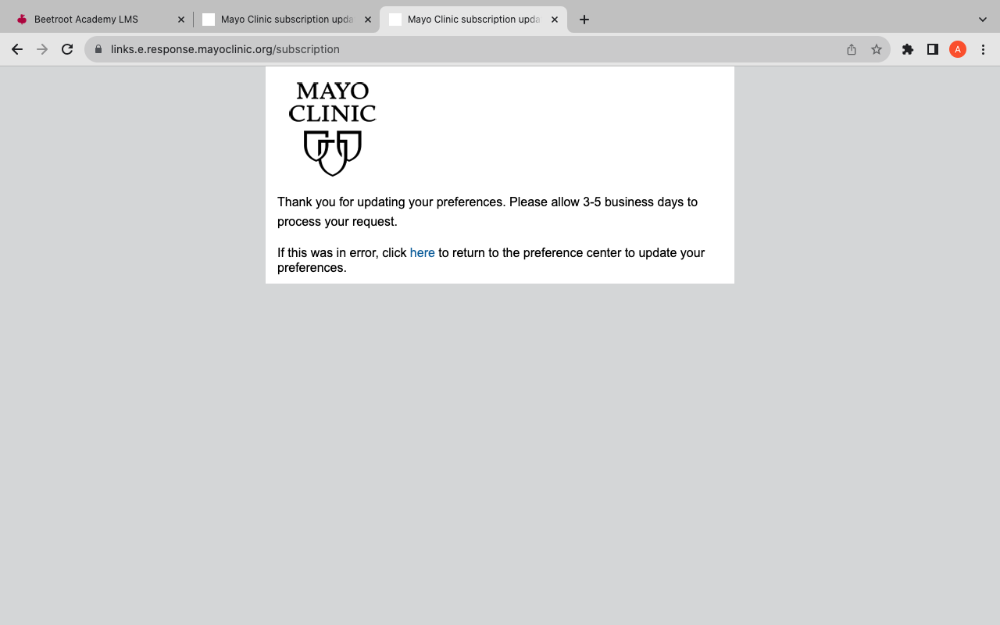 Beetroot Academy LMS
Mayo Clinic subscription upda
Mayo Clinic subscription upda
links.e.response.mayoclinic.org/subscription
A
MAYO
CLINIC
Thank you for updating your preferences. Please allow 3-5 business days to
process your request.
If this was in error, click here to return to the preference center to update your
preferences.